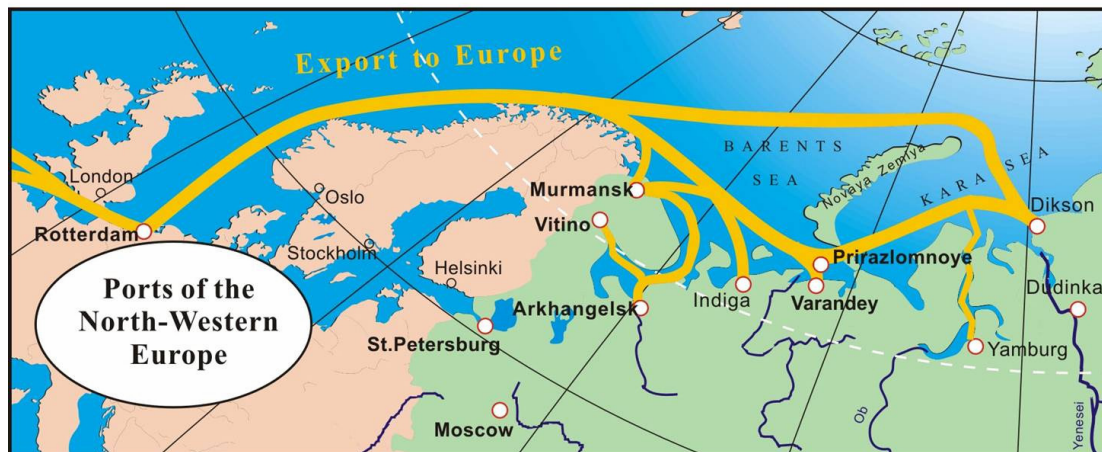 Export to Europe
BARENTS
SEA
Novaya Zemlya
KARA SEA
London
Oslo
Murmansk
Dikson
Vitino
Rotterdam
Stockholm
Helsinki
Prirazlomnoye
Ports of the
North-Western
Europe
Arkhangelsk
Indiga
Varandey
Dudinka
St.Petersburg
Yamburg
Moscow
Ob
Yenesei